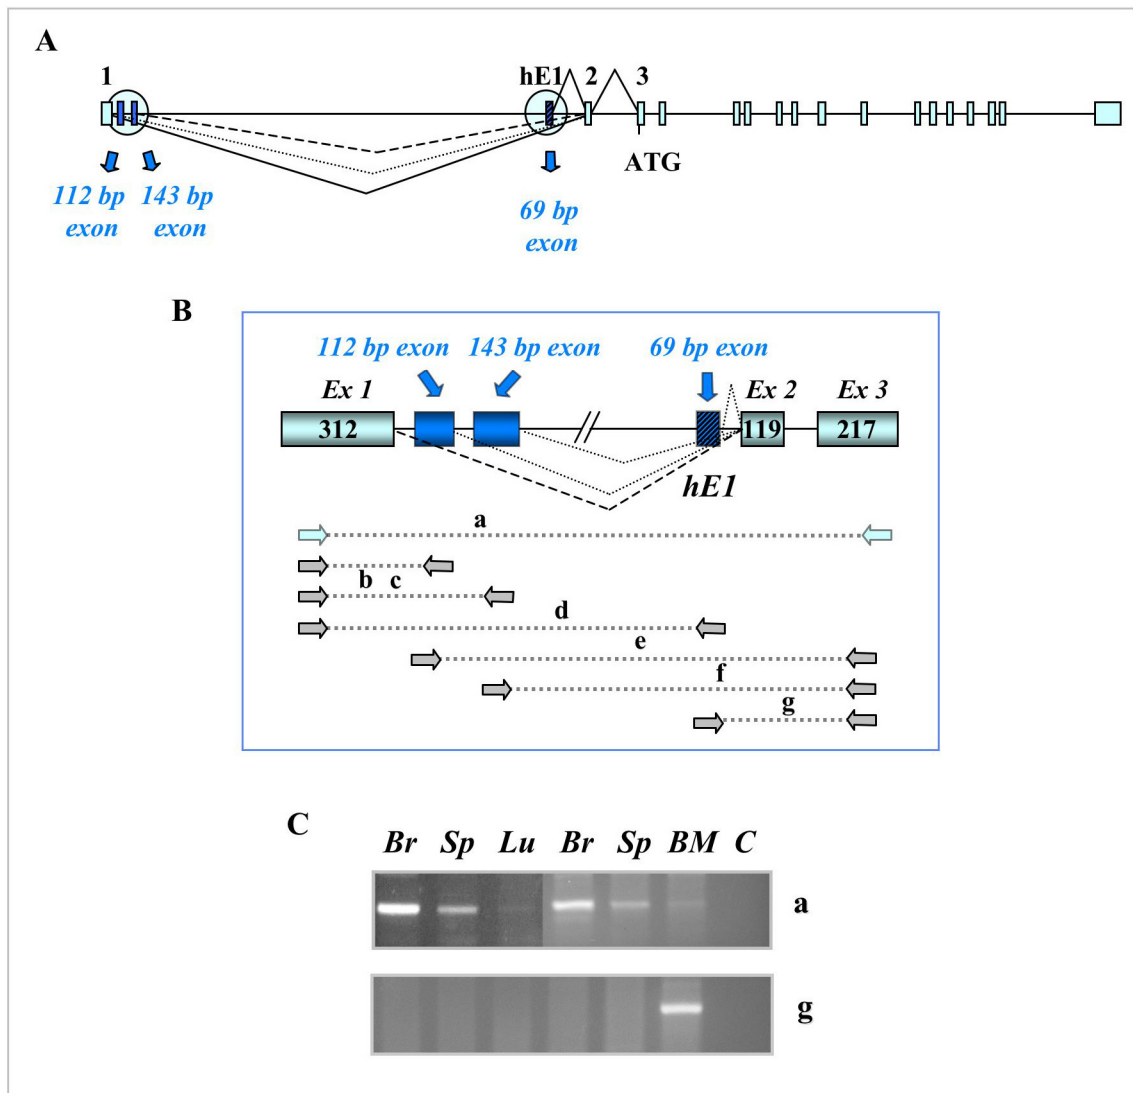 A
1 hE1 2 3
ATG
112 bp exon 143 bp exon
69 bp exon
B
112 bp exon 143 bp exon 69 bp exon
Ex 1 Ex 2 Ex 3
312 119 217
hE1
a
b c
d
e
f
g
C
Br Sp Lu Br Sp BM C
a
g